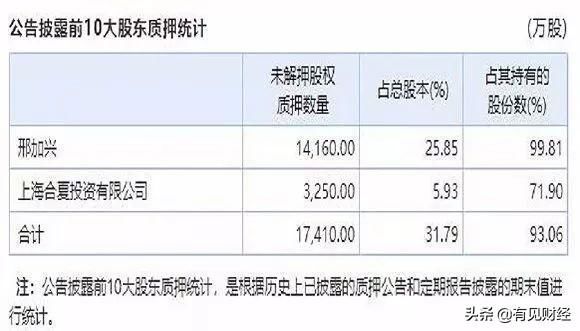 公告披露前10大股东质押统计 (万股)
未解押股权质押数量 占总股本(%) 占其持有的股份数(%)
邢加兴 14,160.00 25.85 99.81
上海合夏投资有限公司 3,250.00 5.93 71.90
合计 17,410.00 31.79 93.06
注：公告披露前10大股东质押统计，是根据历史上已披露的质押公告和定期报告披露的期末值进
行统计。
头条 @有见财经